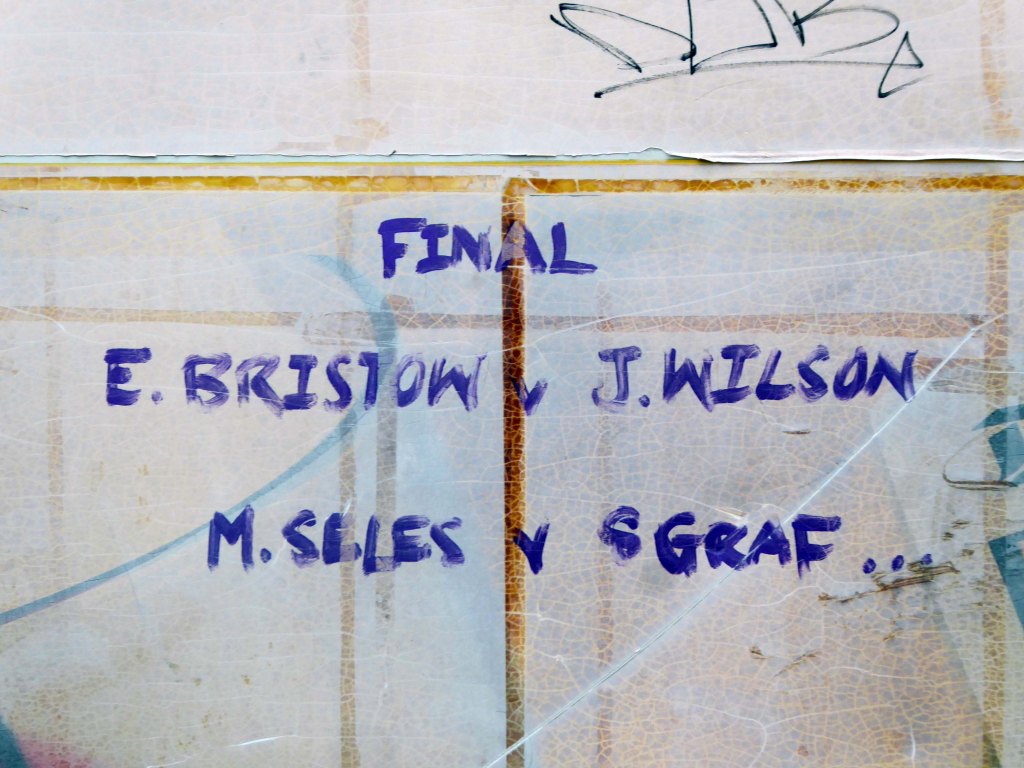 FINAL
E. BRISTOW v J. WILSON
M. SELES v S GRAF ...